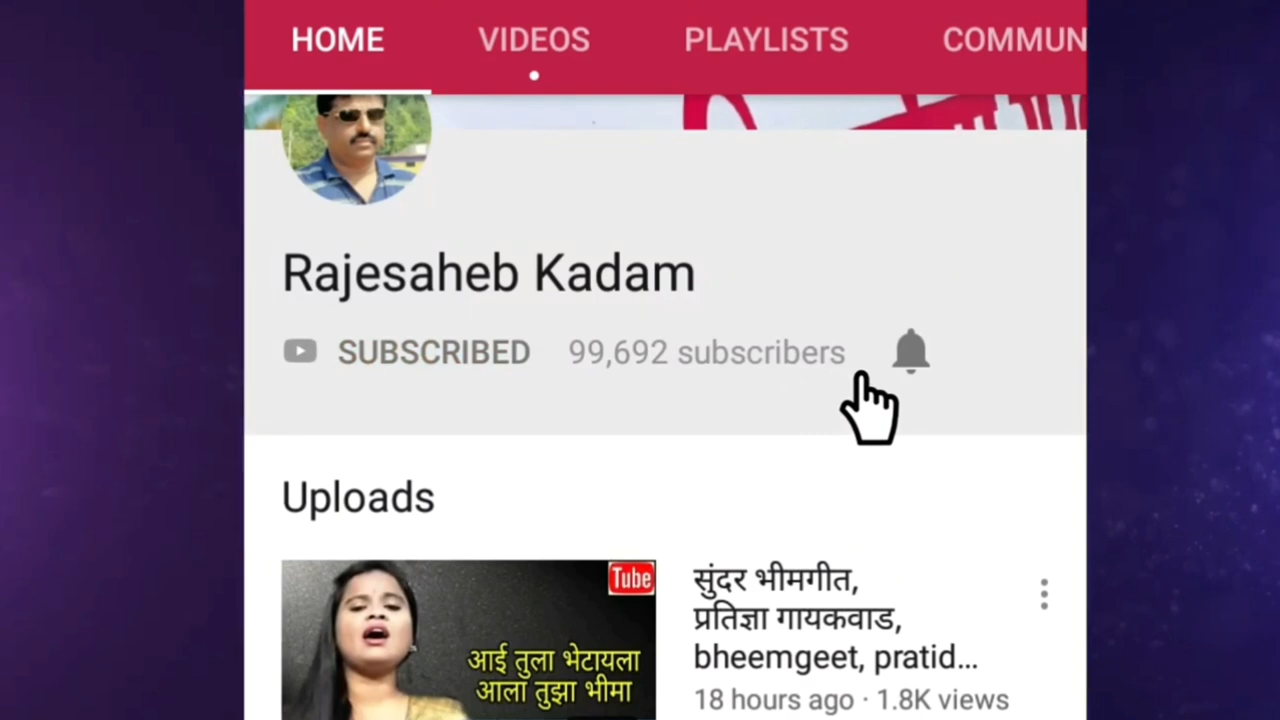 HOME VIDEOS PLAYLISTS COMMUN
Rajesaheb Kadam
SUBSCRIBED 99,692 subscribers
Uploads
Tube
आई तुला भेटायला
आला तुझा भीमा
सुंदर भीमगीत,
प्रतिज्ञा गायकवाड,
bheemgeet, pratid...
18 hours ago · 1.8K views